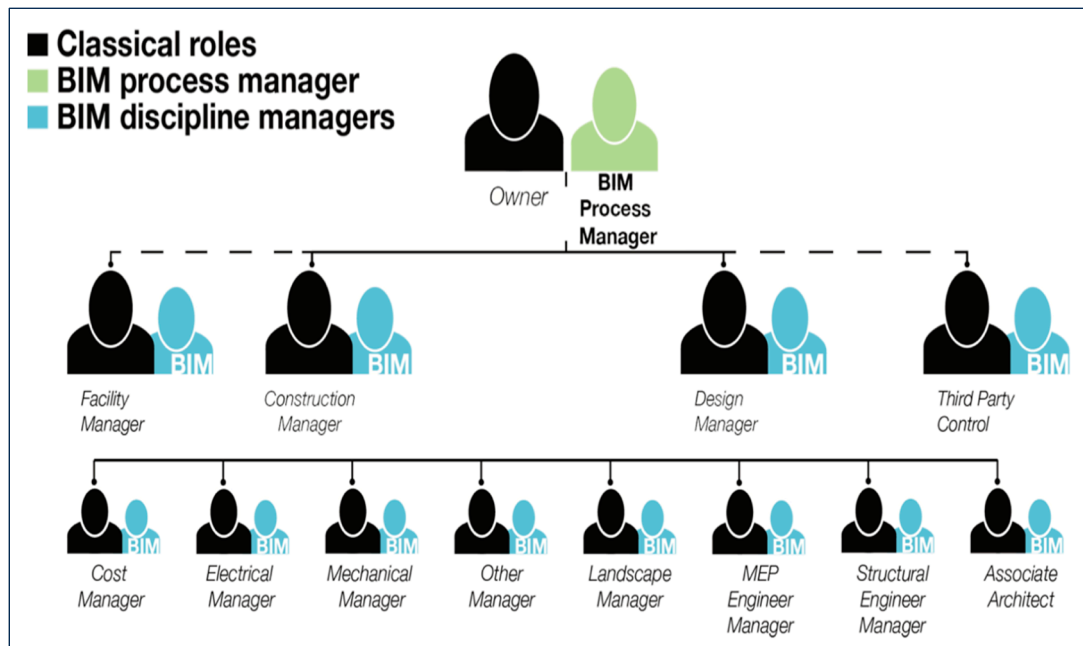 Classical roles
BIM process manager
BIM discipline managers
Owner
BIM
Process
Manager
BIM
BIM
BIM
BIM
Facility
Manager
Construction
Manager
Design
Manager
Third Party
Control
BIM
BIM
BIM
BIM
BIM
BIM
BIM
BIM
Cost
Manager
Electrical
Manager
Mechanical
Manager
Other
Manager
Landscape
Manager
MEP
Engineer
Manager
Structural
Engineer
Manager
Associate
Architect